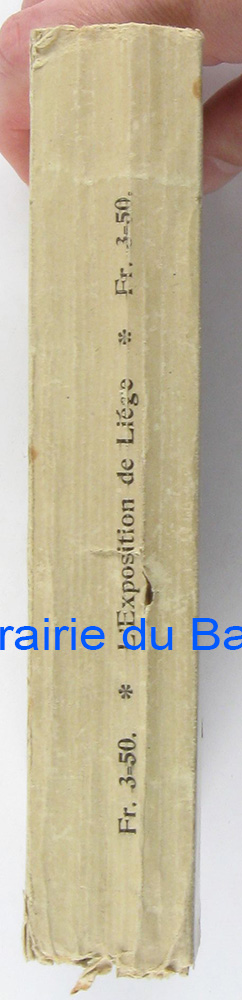 Fr. 3=50. * L'Exposition de Liége * Fr. 3=50.
rairie du Ba